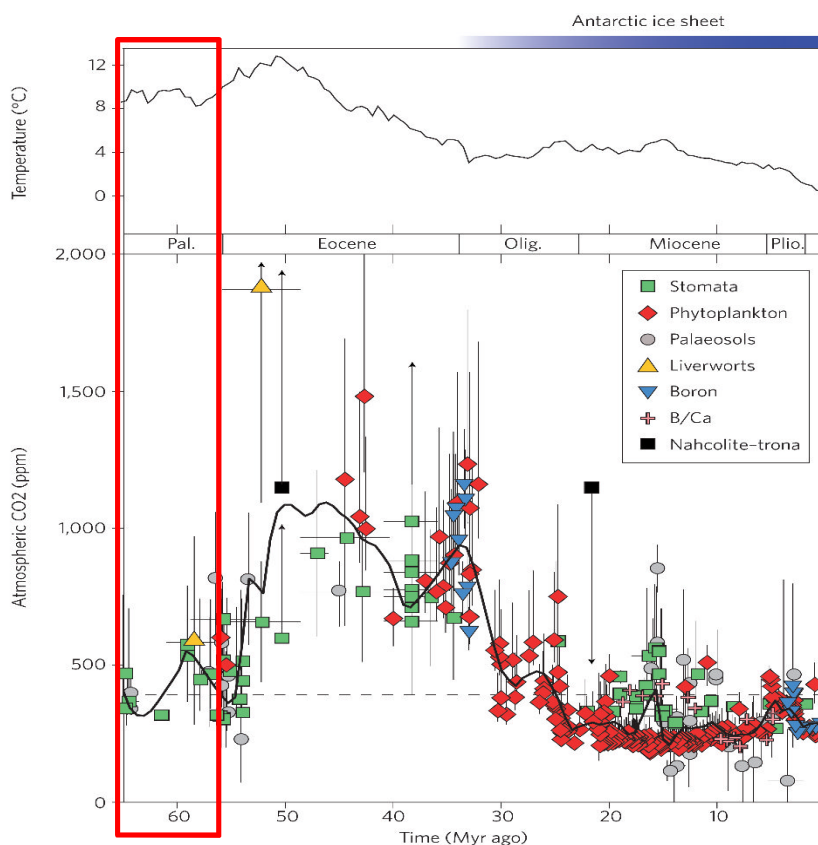 Antarctic ice sheet
Temperature (°C)
12
8
4
0
Pal.
Eocene
Olig.
Miocene
Plio.
Atmospheric CO2 (ppm)
2,000
1,500
1,000
500
0
Stomata
Phytoplankton
Palaeosols
Liverworts
Boron
B/Ca
Nahcolite–trona
60
50
40
30
20
10
Time (Myr ago)